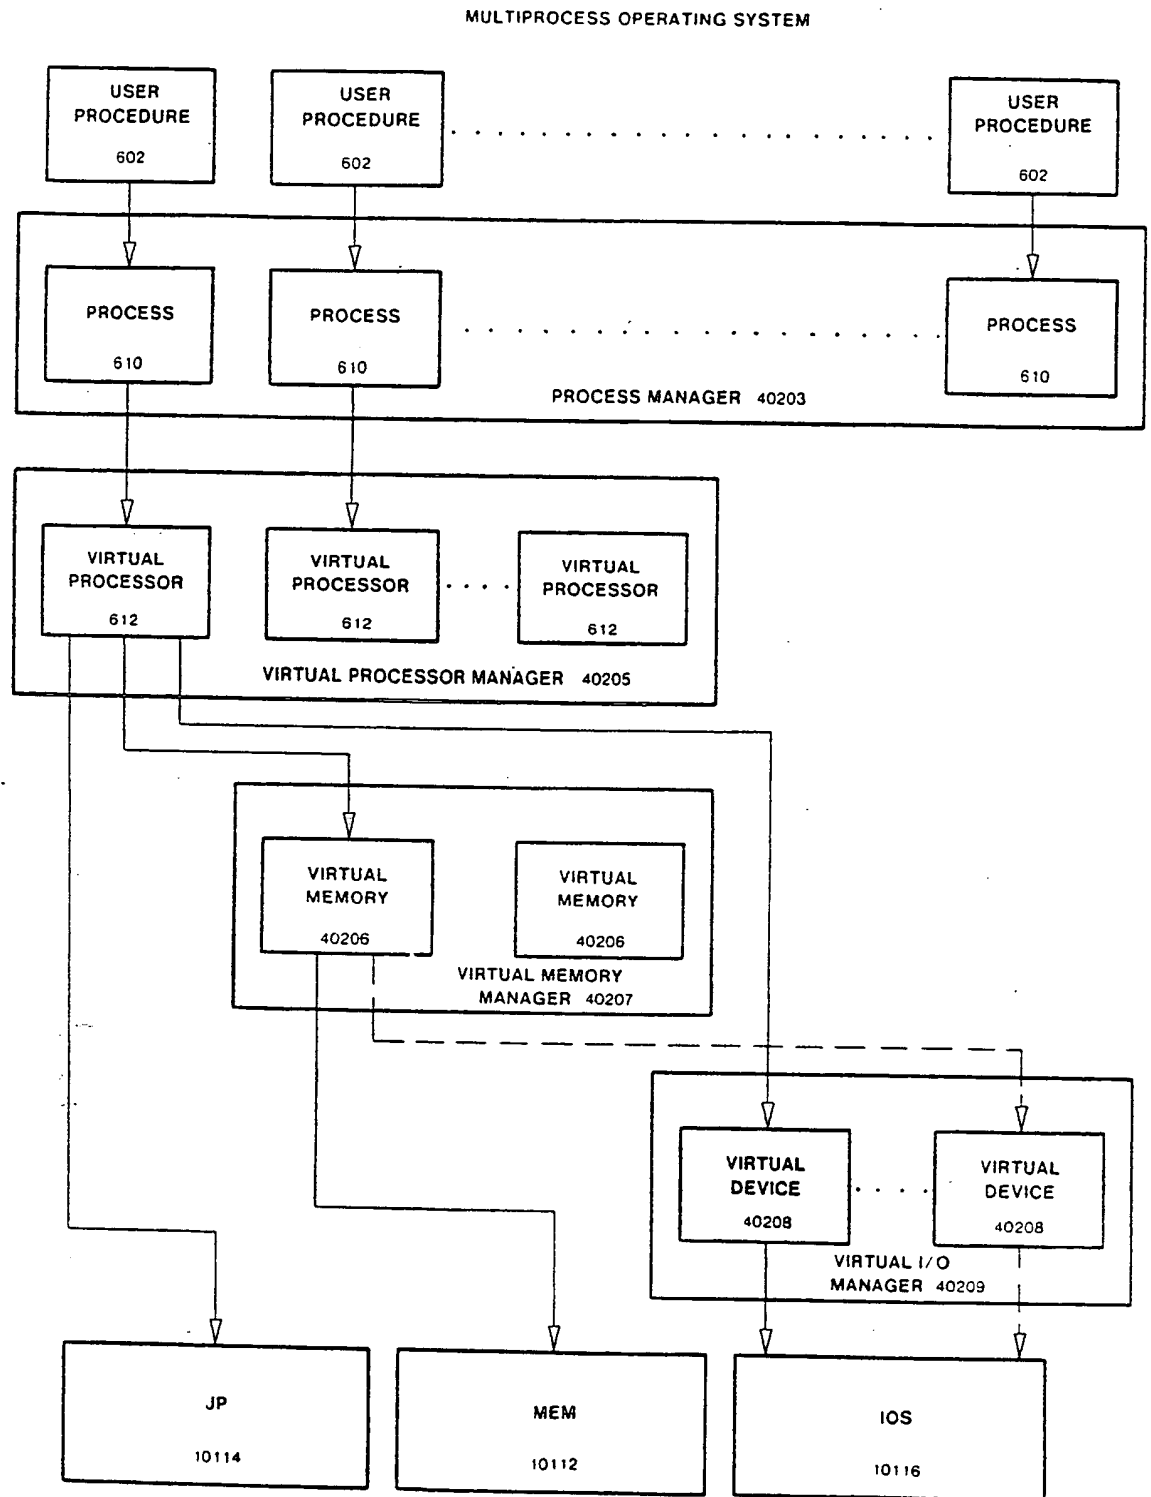 MULTIPROCESS OPERATING SYSTEM
USER
PROCEDURE
602
USER
PROCEDURE
602
USER
PROCEDURE
602
PROCESS
610
PROCESS
610
PROCESS
610
PROCESS MANAGER 40203
VIRTUAL
PROCESSOR
612
VIRTUAL
PROCESSOR
612
VIRTUAL
PROCESSOR
612
VIRTUAL PROCESSOR MANAGER 40205
VIRTUAL
MEMORY
40206
VIRTUAL
MEMORY
40206
VIRTUAL MEMORY
MANAGER 40207
VIRTUAL
DEVICE
40208
VIRTUAL
DEVICE
40208
VIRTUAL I/O
MANAGER 40209
JP
10114
MEM
10112
IOS
10116